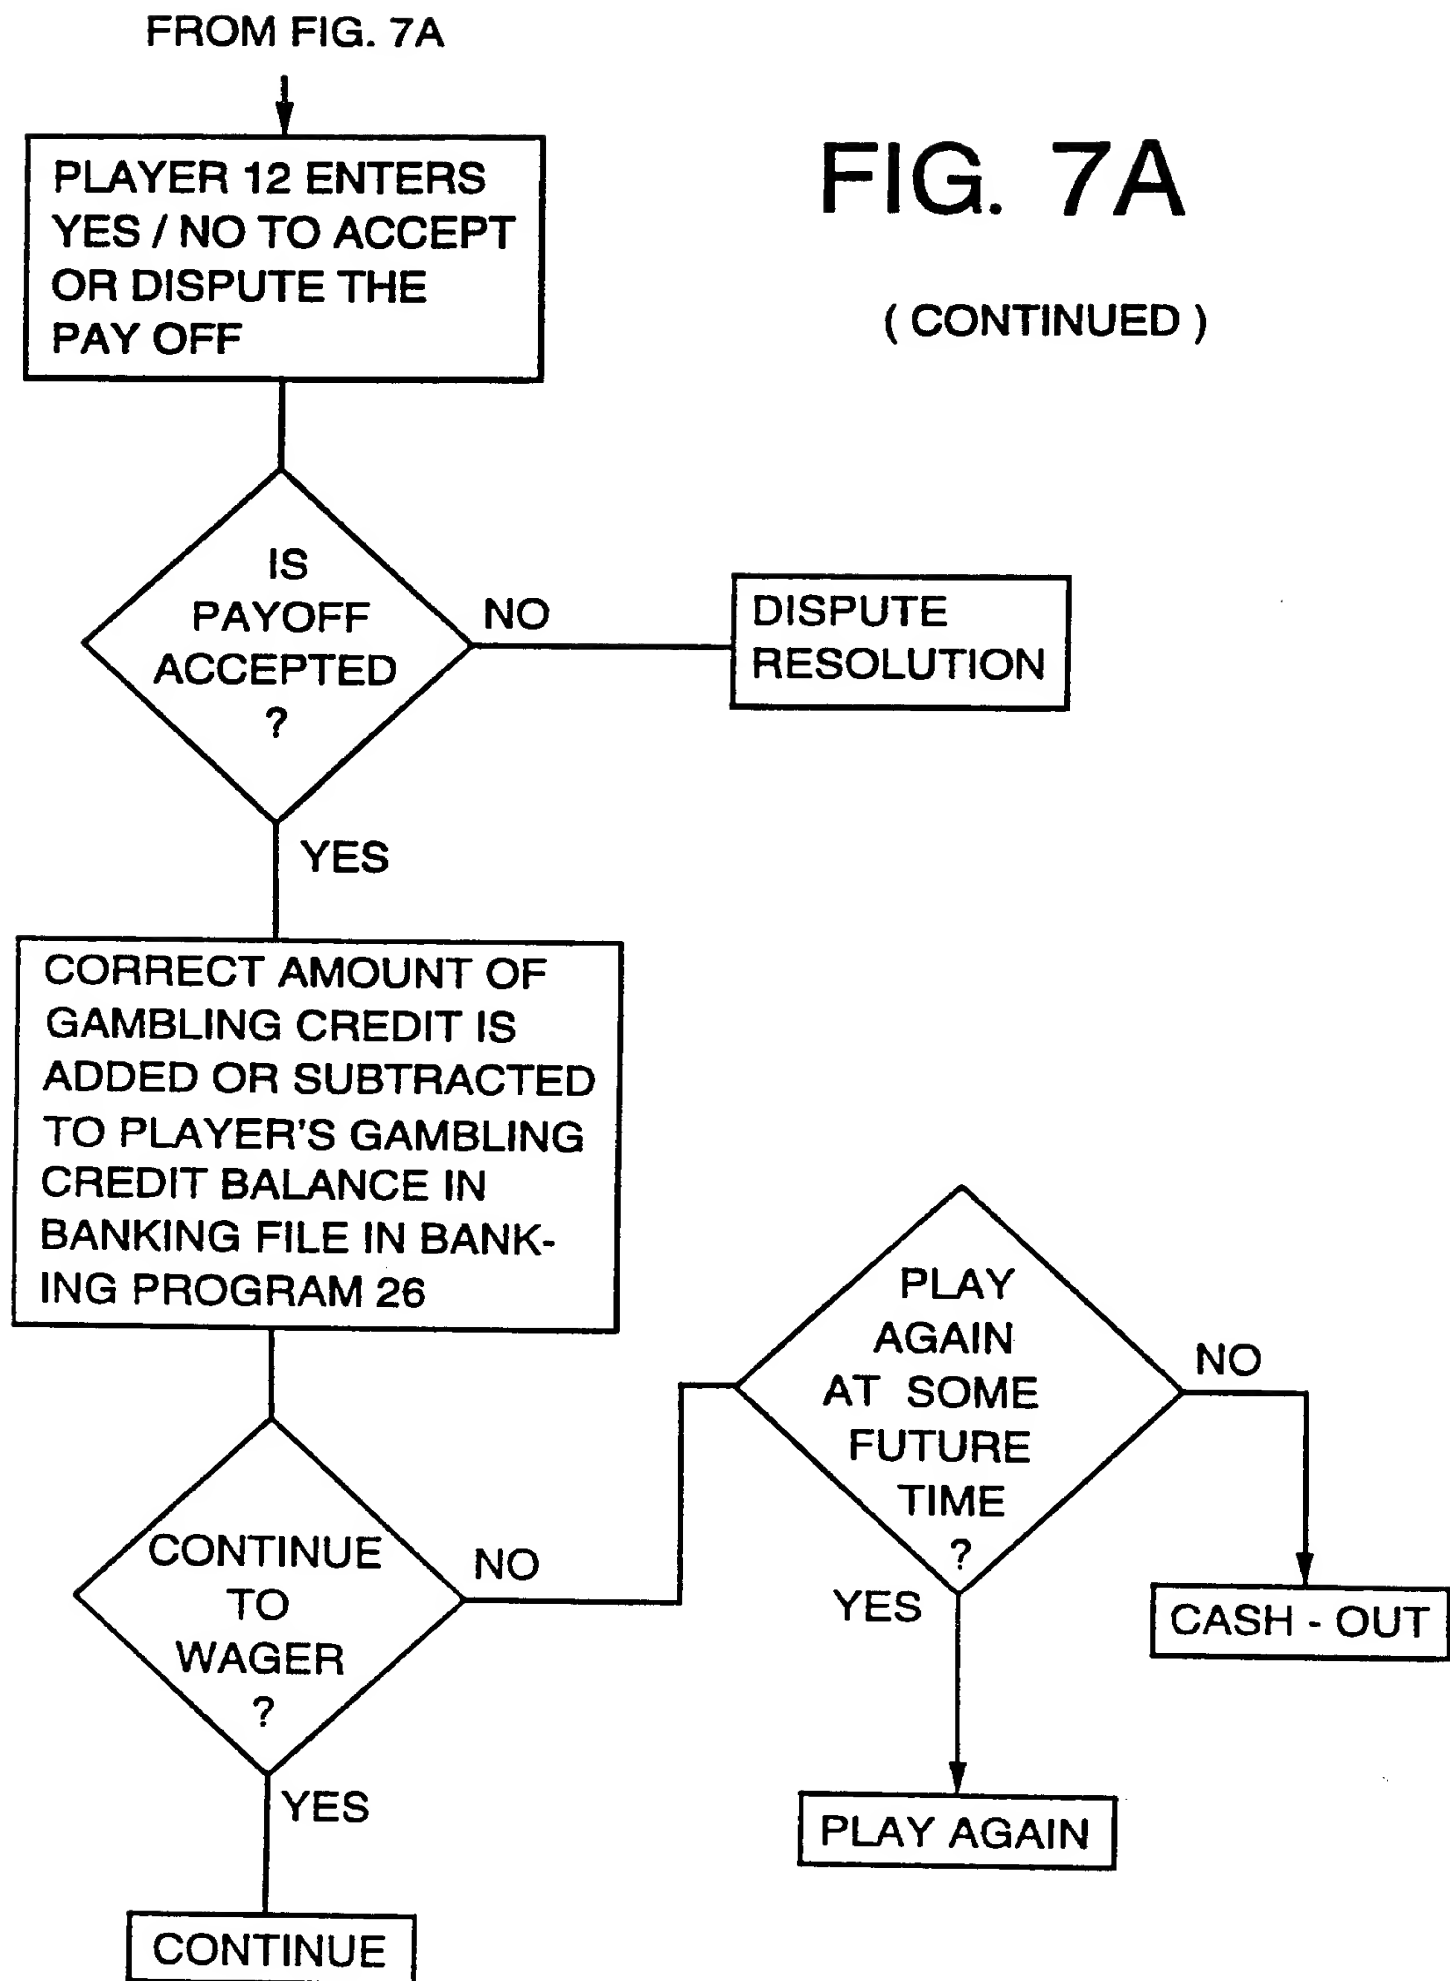 FROM FIG. 7A
FIG. 7A
( CONTINUED )
PLAYER 12 ENTERS
YES / NO TO ACCEPT
OR DISPUTE THE
PAY OFF
IS
PAYOFF
ACCEPTED
?
NO
DISPUTE
RESOLUTION
YES
CORRECT AMOUNT OF
GAMBLING CREDIT IS
ADDED OR SUBTRACTED
TO PLAYER'S GAMBLING
CREDIT BALANCE IN
BANKING FILE IN BANK-
ING PROGRAM 26
CONTINUE
TO
WAGER
?
NO
PLAY
AGAIN
AT SOME
FUTURE
TIME
?
NO
CASH - OUT
YES
PLAY AGAIN
YES
CONTINUE